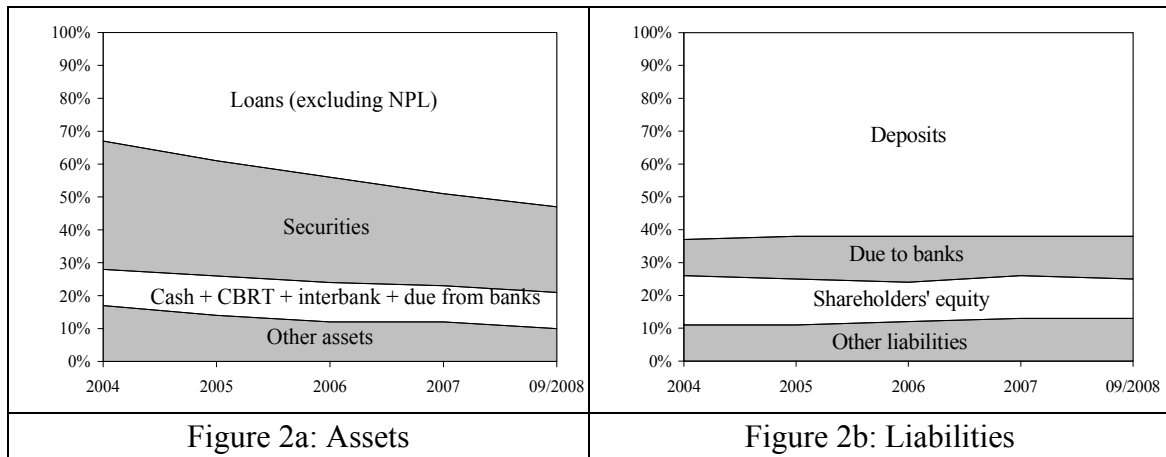 100%
90%
80%
70%
60%
50%
40%
30%
20%
10%
0%
Loans (excluding NPL)
Securities
Cash + CBRT + interbank + due from banks
Other assets
2004 2005 2006 2007 09/2008
Figure 2a: Assets
100%
90%
80%
70%
60%
50%
40%
30%
20%
10%
0%
Deposits
Due to banks
Shareholders' equity
Other liabilities
2004 2005 2006 2007 09/2008
Figure 2b: Liabilities